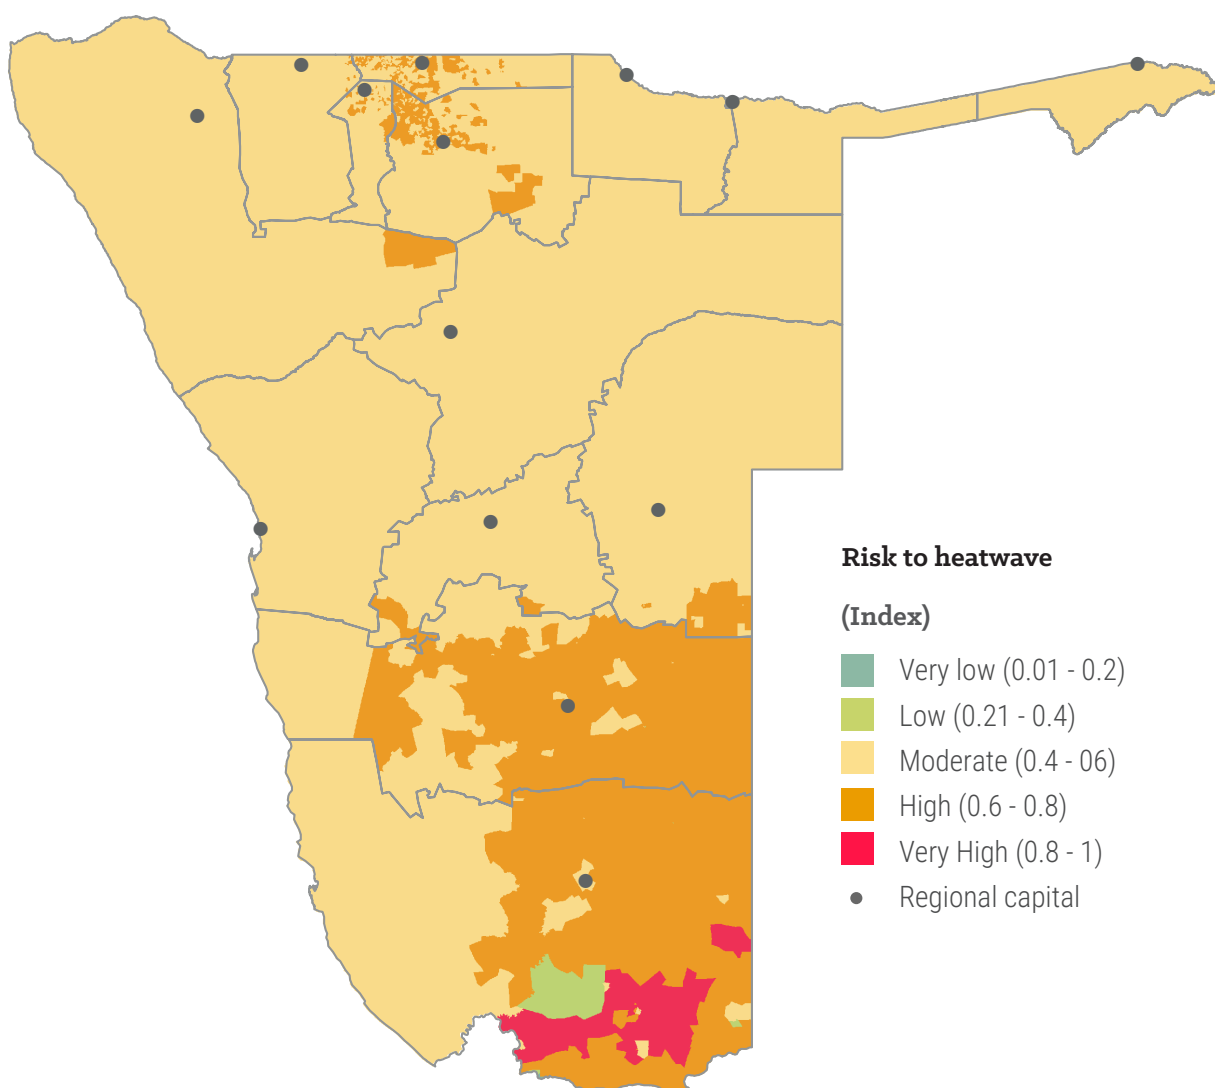 Risk to heatwave
(Index)
Very low (0.01 - 0.2)
Low (0.21 - 0.4)
Moderate (0.4 - 06)
High (0.6 - 0.8)
Very High (0.8 - 1)
Regional capital